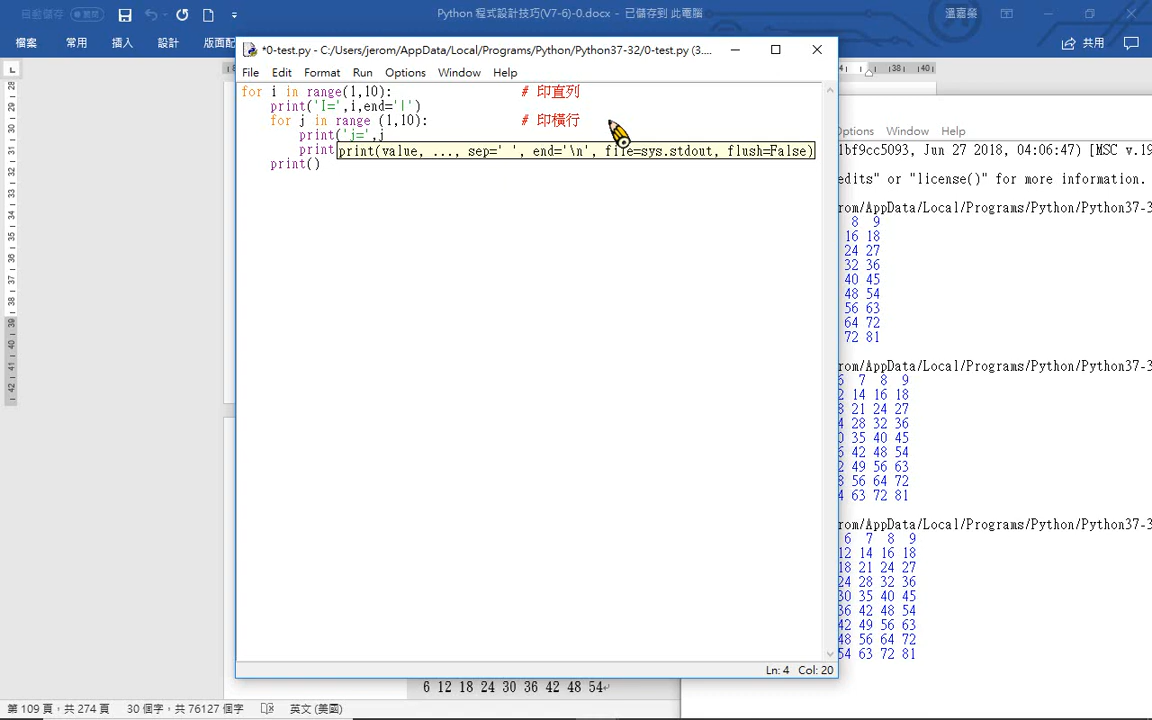 Python 程式設計技巧(V7-6)-0.docx - 已儲存到 此電腦
溫嘉榮
檔案 常用 插入 設計 版面配
共用
*0-test.py - C:/Users/jerom/AppData/Local/Programs/Python/Python37-32/0-test.py (3....
File Edit Format Run Options Window Help
for i in range(1,10): # 印直列
print('I=',i,end='|')
for j in range (1,10): # 印橫行
print('j=',j
print
print(value, ..., sep=' ', end='\n', file=sys.stdout, flush=False)
print()
Ln: 4 Col: 20
ptions Window Help
1bf9cc5093, Jun 27 2018, 04:06:47) [MSC v.19
edits" or "license()" for more information.
rom/AppData/Local/Programs/Python/Python37-3
8 9
16 18
24 27
32 36
40 45
48 54
56 63
64 72
72 81
rom/AppData/Local/Programs/Python/Python37-3
6 7 8 9
2 14 16 18
8 21 24 27
4 28 32 36
0 35 40 45
6 42 48 54
2 49 56 63
8 56 64 72
4 63 72 81
rom/AppData/Local/Programs/Python/Python37-3
6 7 8 9
12 14 16 18
18 21 24 27
24 28 32 36
30 35 40 45
36 42 48 54
42 49 56 63
48 56 64 72
54 63 72 81
6 12 18 24 30 36 42 48 54
第 109 頁，共 274 頁 30 個字，共 76127 個字 英文 (美國)